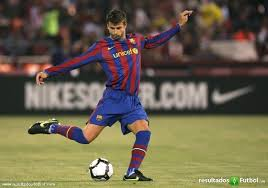 NIKESOCCER.
unicef
resultados
Futbol.com